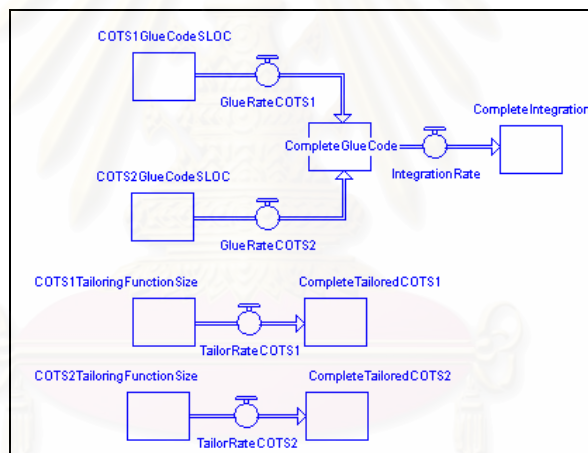 COTS1GlueCodeSLOC
GlueRateCOTS1
CompleteIntegration
CompleteGlueCode
IntegrationRate
COTS2GlueCodeSLOC
GlueRateCOTS2
COTS1TailoringFunctionSize
CompleteTailoredCOTS1
TailorRateCOTS1
COTS2TailoringFunctionSize
CompleteTailoredCOTS2
TailorRateCOTS2